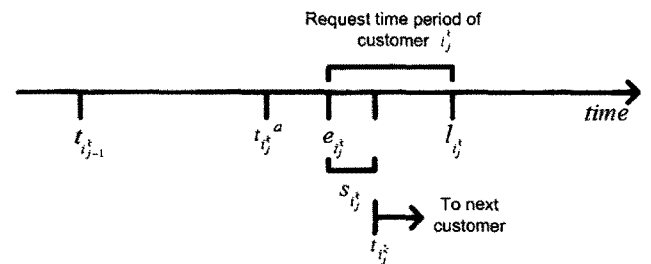 Request time period of
customer i_j^k
time
t_{i_{j-1}^k} t_{i_j^k}^a e_{i_j^k} l_{i_j^k}
s_{i_j^k}
To next
customer
t_{i_j^k}